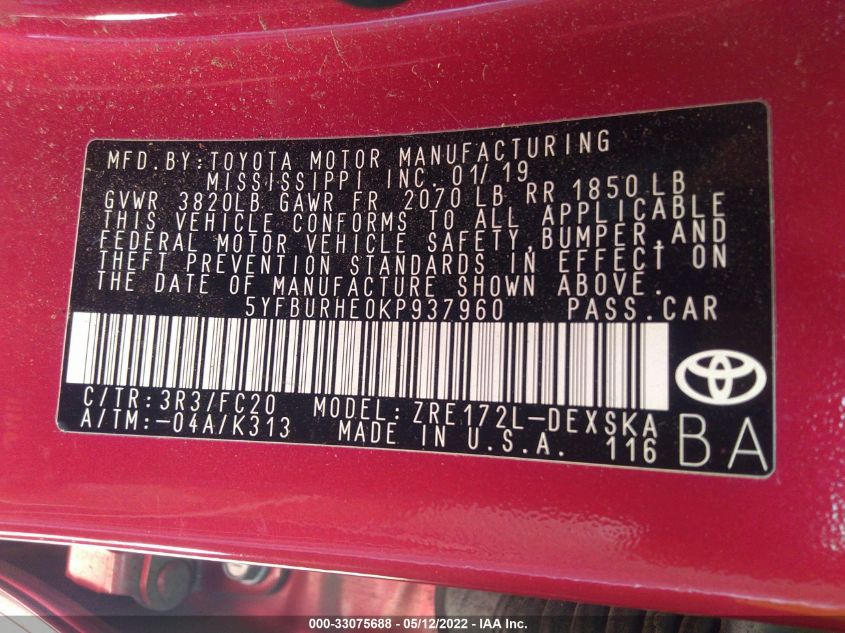 MFD.BY:TOYOTA MOTOR MANUFACTURING
MISSISSIPPI INC. 01/19
GVWR 3820LB GAWR FR 2070 LB RR 1850LB
THIS VEHICLE CONFORMS TO ALL APPLICABLE
FEDERAL MOTOR VEHICLE SAFETY,BUMPER,AND
THEFT PREVENTION STANDARDS IN EFFECT ON
THE DATE OF MANUFACTURE SHOWN ABOVE.
5YFBURHE0KP937960 PASS.CAR
C/TR:3R3/FC20 MODEL:ZRE172L-DEXSKA
A/TM:-04A/K313 MADE IN U.S.A. 116
BA
000-33075688 - 05/12/2022 - IAA Inc.